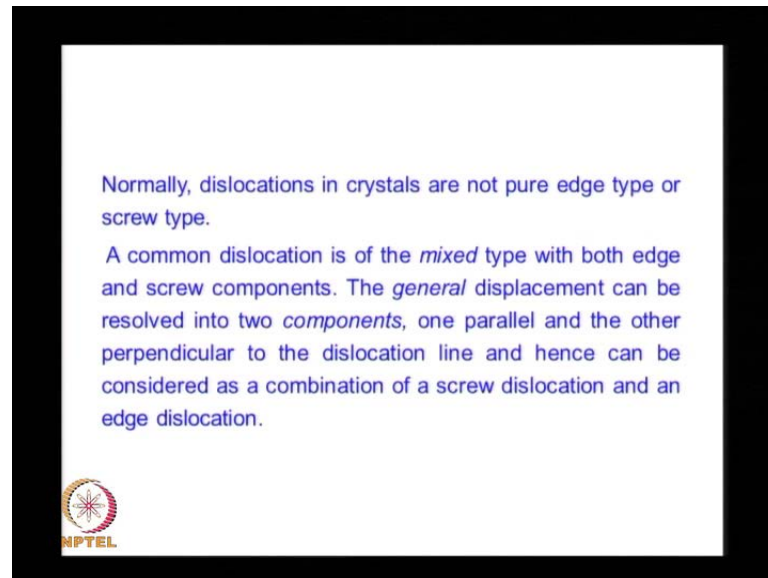 Normally, dislocations in crystals are not pure edge type or
screw type.
A common dislocation is of the mixed type with both edge
and screw components. The general displacement can be
resolved into two components, one parallel and the other
perpendicular to the dislocation line and hence can be
considered as a combination of a screw dislocation and an
edge dislocation.
NPTEL